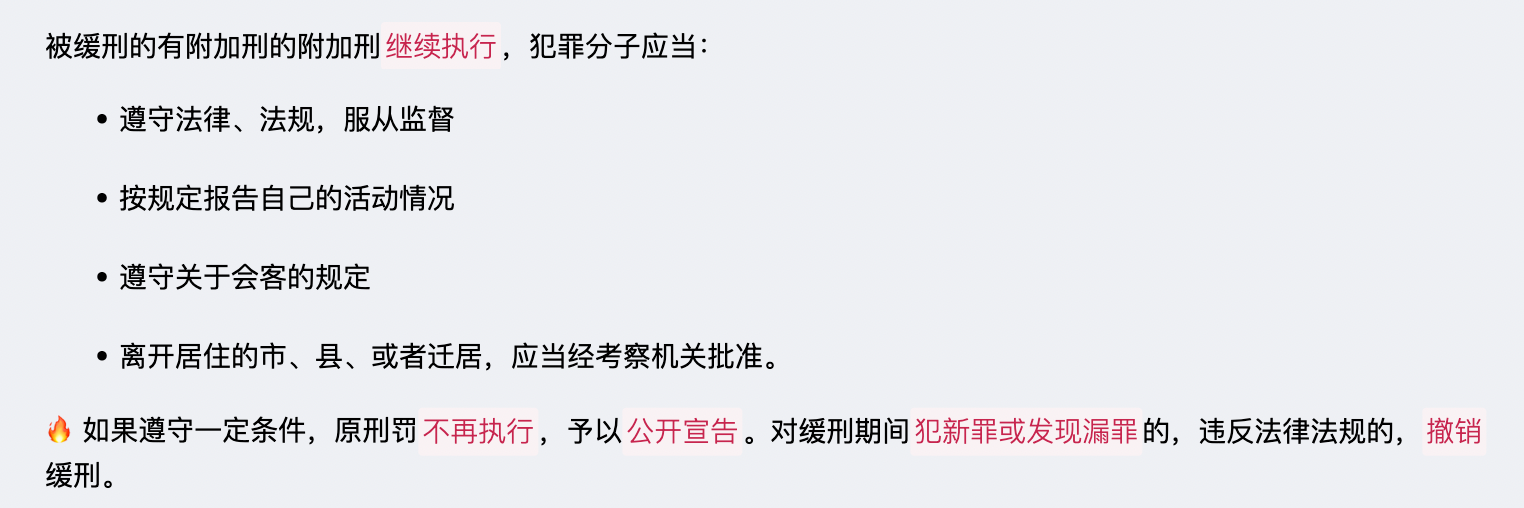 被缓刑的有附加刑的附加刑继续执行，犯罪分子应当：
• 遵守法律、法规，服从监督
• 按规定报告自己的活动情况
• 遵守关于会客的规定
• 离开居住的市、县、或者迁居，应当经考察机关批准。
🔥 如果遵守一定条件，原刑罚不再执行，予以公开宣告。对缓刑期间犯新罪或发现漏罪的，违反法律法规的，撤销
缓刑。